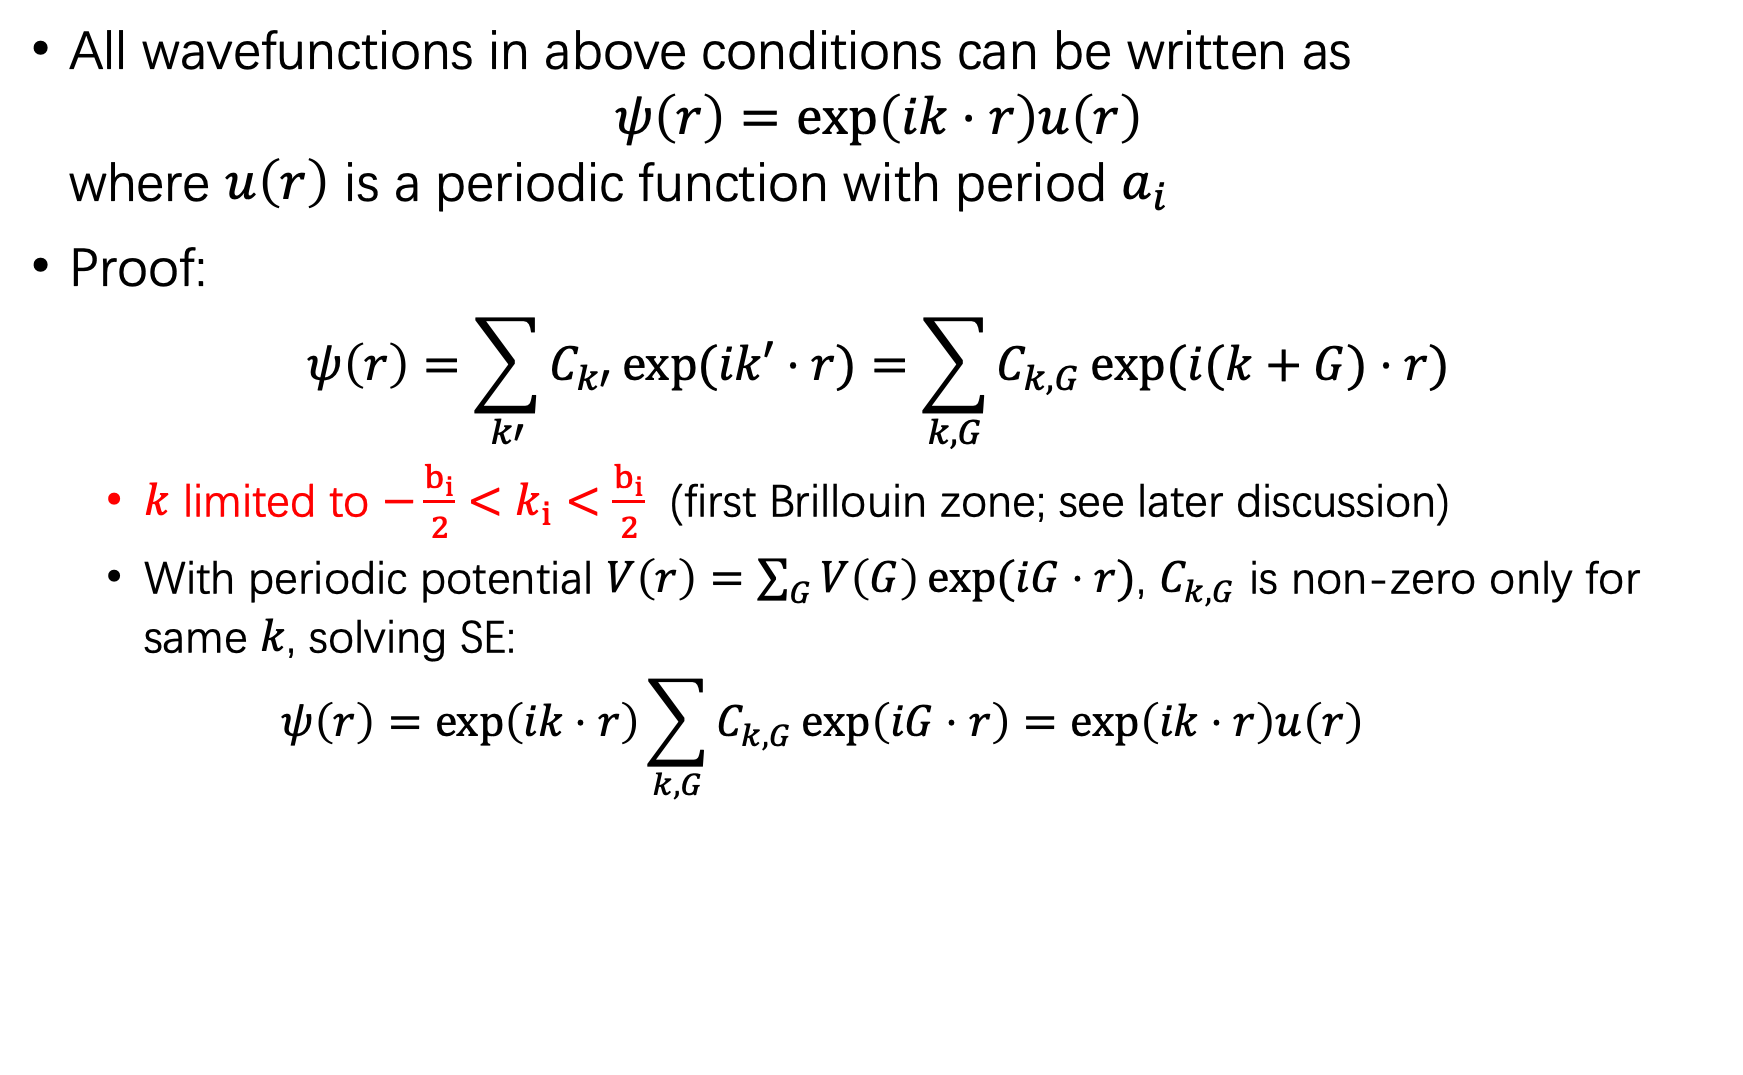 • All wavefunctions in above conditions can be written as
ψ(r) = exp(ik · r)u(r)
where u(r) is a periodic function with period a_i
• Proof:
ψ(r) = ∑_{k′} C_{k′} exp(ik′ · r) = ∑_{k,G} C_{k,G} exp(i(k + G) · r)
• k limited to −b_i/2 < k_i < b_i/2 (first Brillouin zone; see later discussion)
• With periodic potential V(r) = ∑_G V(G) exp(iG · r), C_{k,G} is non-zero only for
same k, solving SE:
ψ(r) = exp(ik · r) ∑_{k,G} C_{k,G} exp(iG · r) = exp(ik · r)u(r)